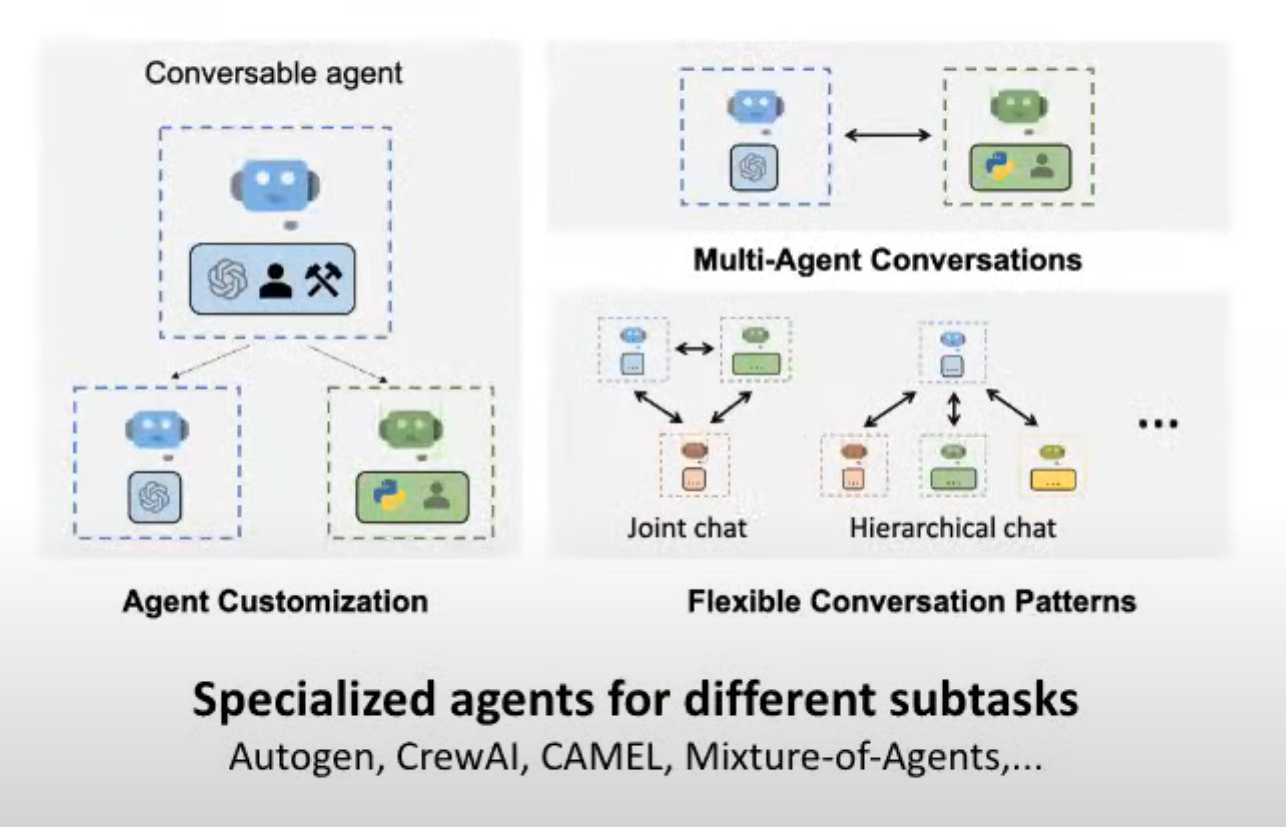 Conversable agent
Agent Customization
Multi-Agent Conversations
...
...
...
...
...
...
...
...
Joint chat
Hierarchical chat
Flexible Conversation Patterns
Specialized agents for different subtasks
Autogen, CrewAI, CAMEL, Mixture-of-Agents,...